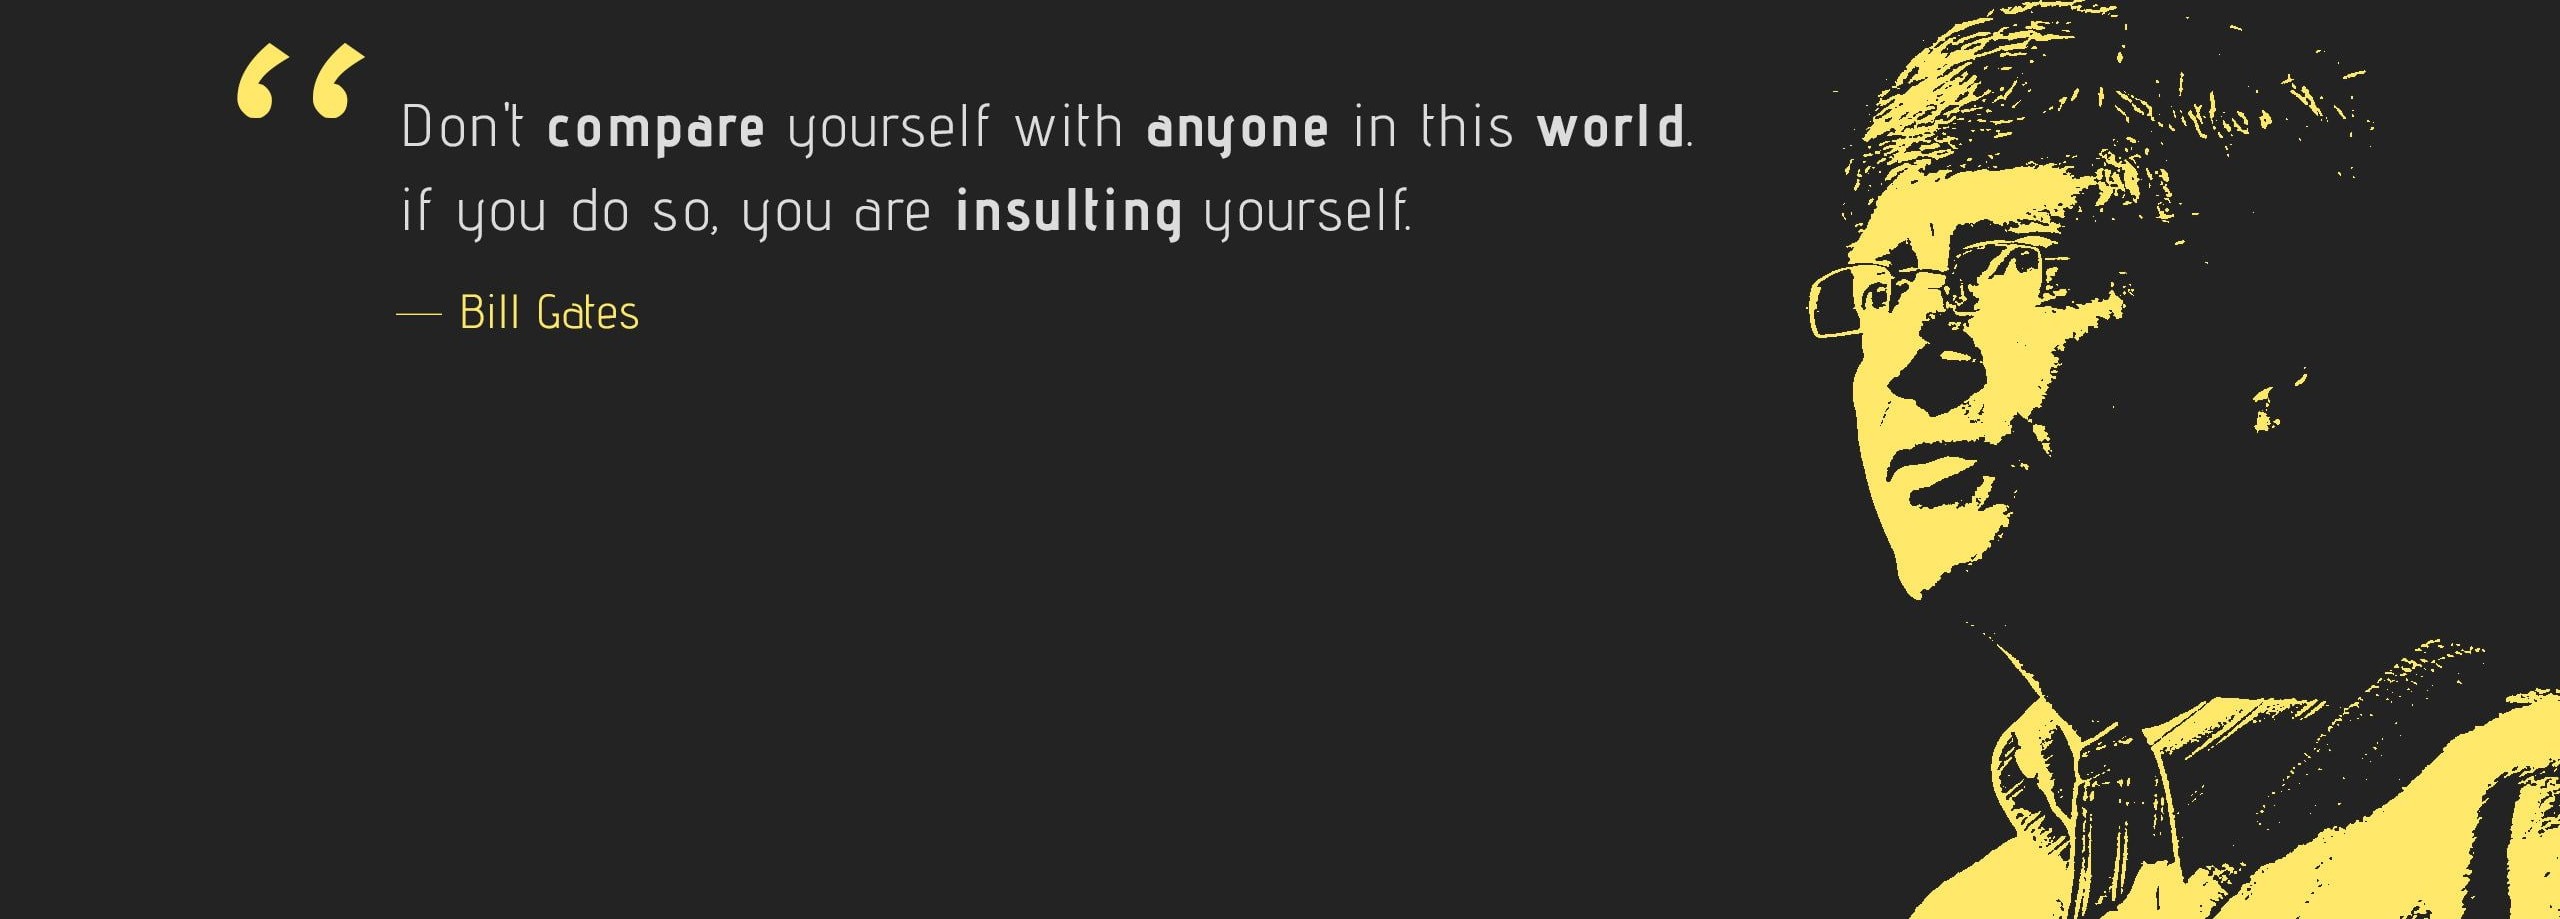 “ Don't compare yourself with anyone in this world.
if you do so, you are insulting yourself.
— Bill Gates